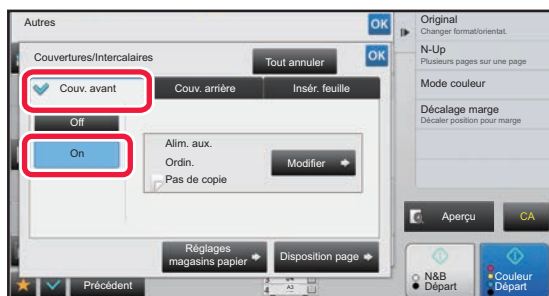 Autres
OK
Original
Changer format/orientat.
N-Up
Plusieurs pages sur une page
Mode couleur
Décalage marge
Décaler position pour marge
Couvertures/Intercalaires
Tout annuler
OK
Couv. avant
Couv. arrière
Insér. feuille
Off
On
Alim. aux.
Ordin.
Pas de copie
Modifier
Aperçu
CA
Réglages
magasins papier
Disposition page
Précédent
4
A3
N&B
Départ
Couleur
Départ